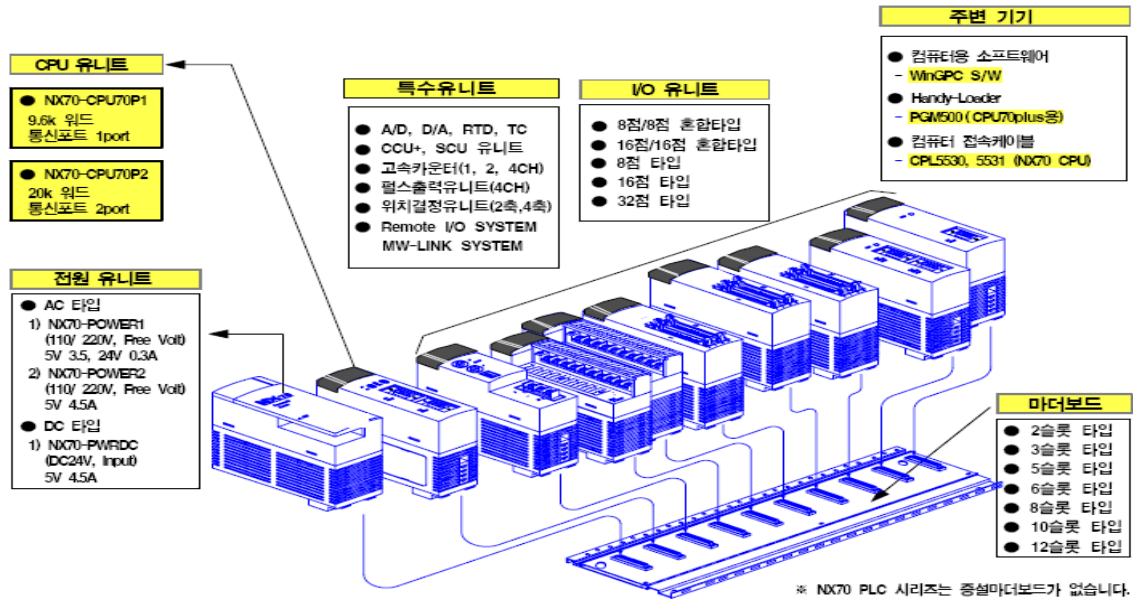 CPU 유니트
● NX70-CPU70P1
9.6k 워드
통신포트 1port
● NX70-CPU70P2
20k 워드
통신포트 2port
전원 유니트
● AC 타입
1) NX70-POWER1
(110/ 220V, Free Volt)
5V 3.5, 24V 0.3A
2) NX70-POWER2
(110/ 220V, Free Volt)
5V 4.5A
● DC 타입
1) NX70-PWRDC
(DC24V, Input)
5V 4.5A
특수유니트
● A/D, D/A, RTD, TC
● CCU+, SCU 유니트
● 고속카운터(1, 2, 4CH)
● 펄스출력유니트(4CH)
● 위치결정유니트(2축,4축)
● Remote I/O SYSTEM
MW-LINK SYSTEM
I/O 유니트
● 8점/8점 혼합타입
● 16점/16점 혼합타입
● 8점 타입
● 16점 타입
● 32점 타입
주변 기기
● 컴퓨터용 소프트웨어
- WinGPC S/W
● Handy-Loader
- PGM500(CPU70plus용)
● 컴퓨터 접속케이블
- CPL5530, 5531 (NX70 CPU)
마더보드
● 2슬롯 타입
● 3슬롯 타입
● 5슬롯 타입
● 6슬롯 타입
● 8슬롯 타입
● 10슬롯 타입
● 12슬롯 타입
※ NX70 PLC 시리즈는 증설마더보드가 없습니다.